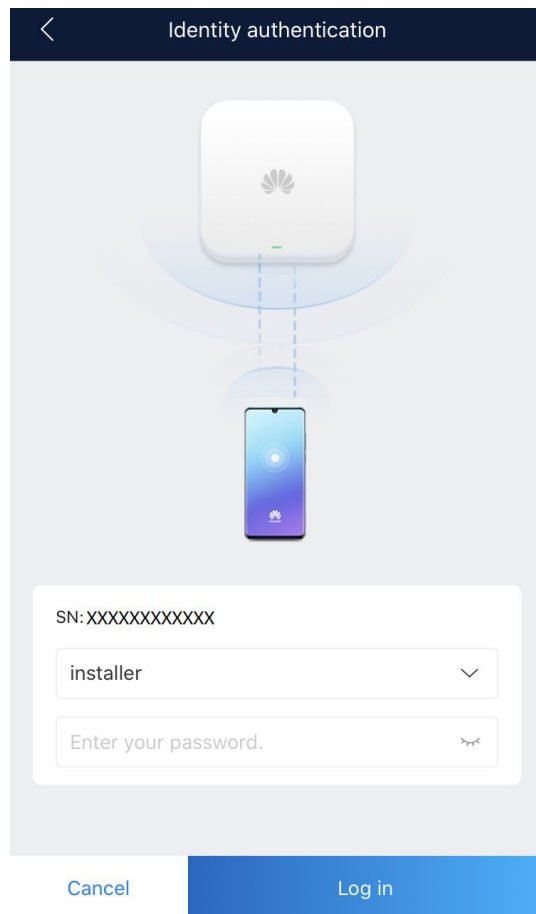 Identity authentication
SN: XXXXXXXXXXXX
installer
Enter your password.
Cancel
Log in